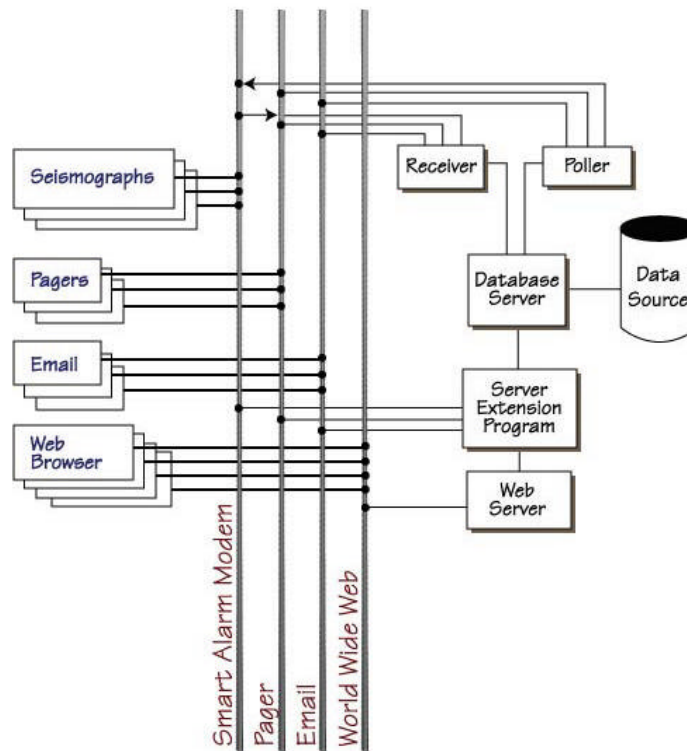 Seismographs
Receiver
Poller
Pagers
Database
Server
Data
Source
Email
Server
Extension
Program
Web
Browser
Web
Server
Smart Alarm Modem
Pager
Email
World Wide Web